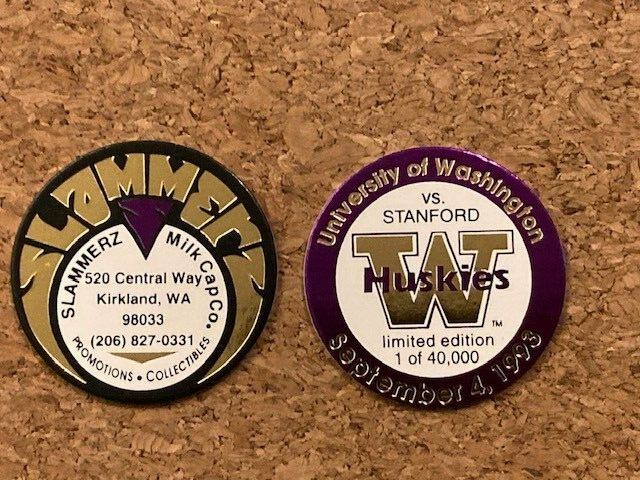 SLAMMERZ
SLAMMERZ Milk Cap Co.
520 Central Way
Kirkland, WA
98033
(206) 827-0331
PROMOTIONS • COLLECTIBLES
University of Washington
VS.
STANFORD
W
Huskies
TM
limited edition
1 of 40,000
September 4, 1993